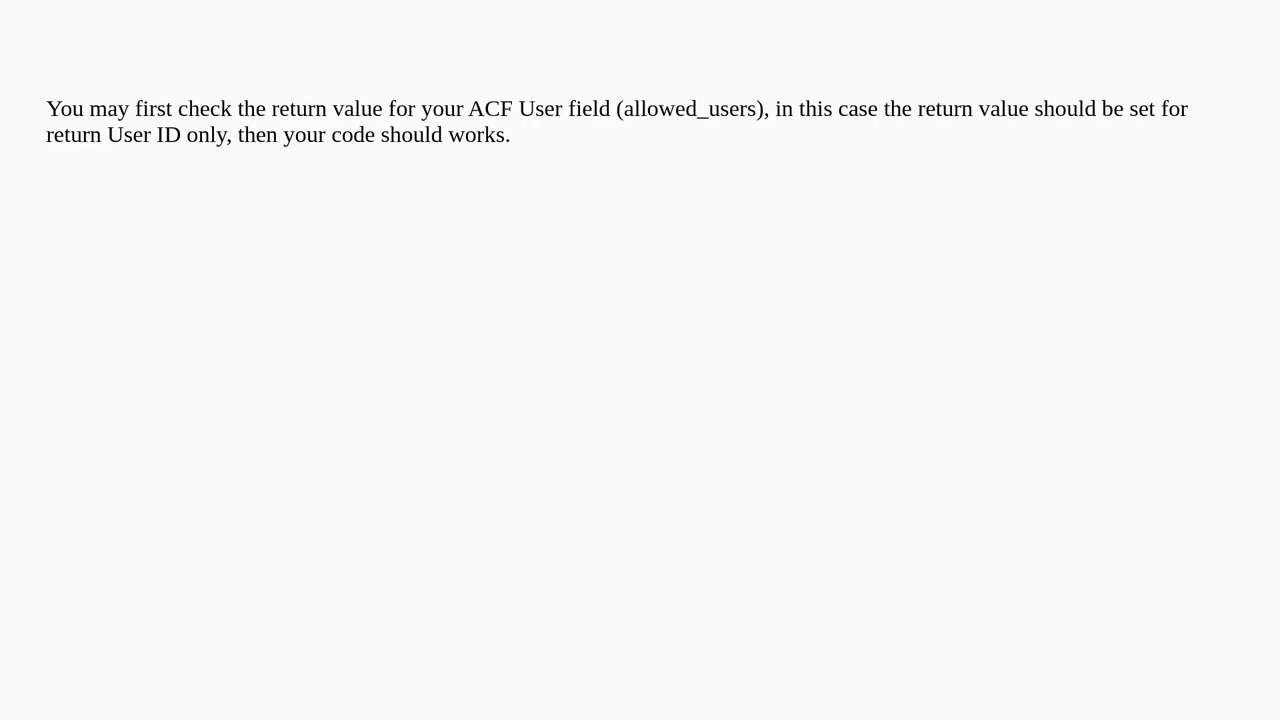 You may first check the return value for your ACF User field (allowed_users), in this case the return value should be set for
return User ID only, then your code should works.